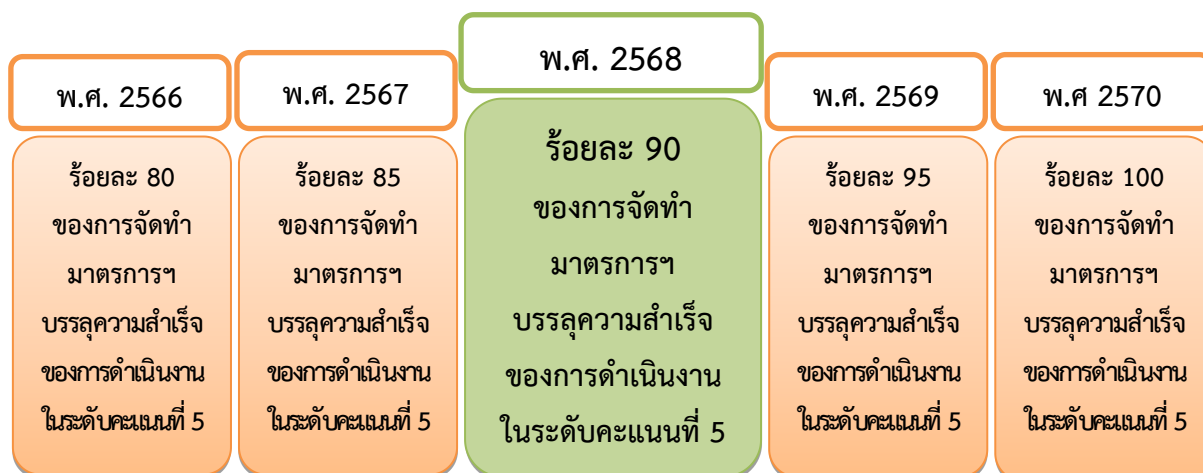 พ.ศ. 2566
ร้อยละ 80
ของการจัดทำ
มาตรการฯ
บรรลุความสำเร็จ
ของการดำเนินงาน
ในระดับคะแนนที่ 5
พ.ศ. 2567
ร้อยละ 85
ของการจัดทำ
มาตรการฯ
บรรลุความสำเร็จ
ของการดำเนินงาน
ในระดับคะแนนที่ 5
พ.ศ. 2568
ร้อยละ 90
ของการจัดทำ
มาตรการฯ
บรรลุความสำเร็จ
ของการดำเนินงาน
ในระดับคะแนนที่ 5
พ.ศ. 2569
ร้อยละ 95
ของการจัดทำ
มาตรการฯ
บรรลุความสำเร็จ
ของการดำเนินงาน
ในระดับคะแนนที่ 5
พ.ศ 2570
ร้อยละ 100
ของการจัดทำ
มาตรการฯ
บรรลุความสำเร็จ
ของการดำเนินงาน
ในระดับคะแนนที่ 5